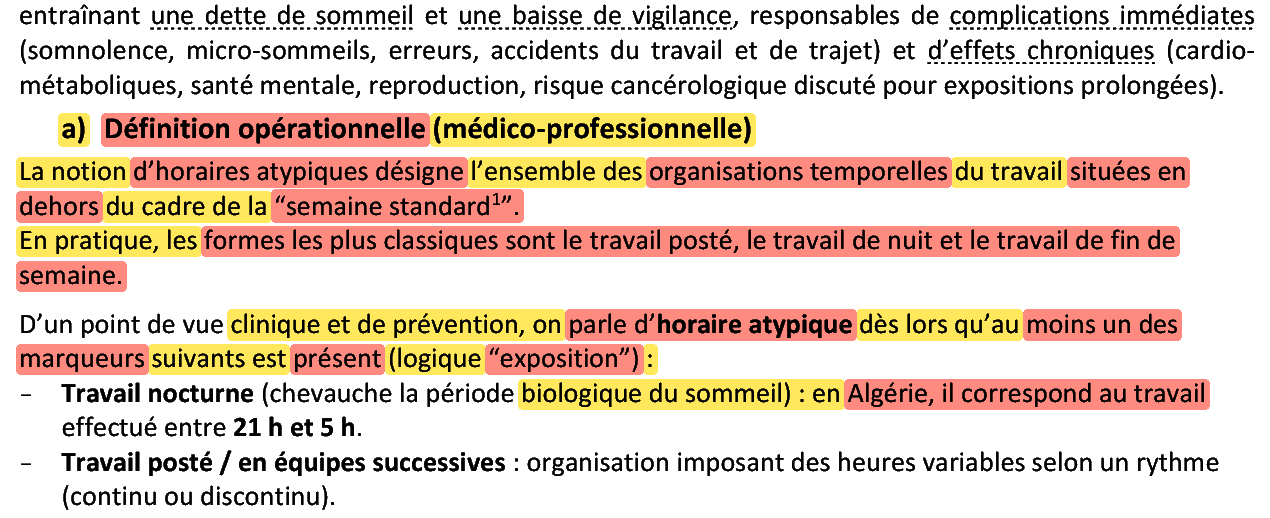 entraînant une dette de sommeil et une baisse de vigilance, responsables de complications immédiates
(somnolence, micro-sommeils, erreurs, accidents du travail et de trajet) et d’effets chroniques (cardio-
métaboliques, santé mentale, reproduction, risque cancérologique discuté pour expositions prolongées).
a) Définition opérationnelle (médico-professionnelle)
La notion d’horaires atypiques désigne l’ensemble des organisations temporelles du travail situées en
dehors du cadre de la “semaine standard¹”.
En pratique, les formes les plus classiques sont le travail posté, le travail de nuit et le travail de fin de
semaine.
D’un point de vue clinique et de prévention, on parle d’horaire atypique dès lors qu’au moins un des
marqueurs suivants est présent (logique “exposition”) :
– Travail nocturne (chevauche la période biologique du sommeil) : en Algérie, il correspond au travail
effectué entre 21 h et 5 h.
– Travail posté / en équipes successives : organisation imposant des heures variables selon un rythme
(continu ou discontinu).